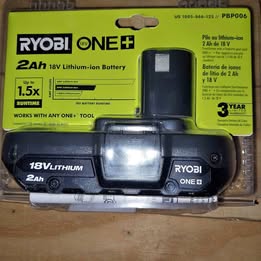 PBP006
RYOBI ONE+
18V
2Ah 18V Lithium-ion Battery
Up to
1.5x
RUNTIME
WORKS WITH ANY ONE+ TOOL
Pile au lithium-ion
2 Ah de 18 V
Batería de iones
de litio de 2 Ah
y 18 V
3 YEAR
18V LITHIUM
2Ah
RYOBI
ONE+